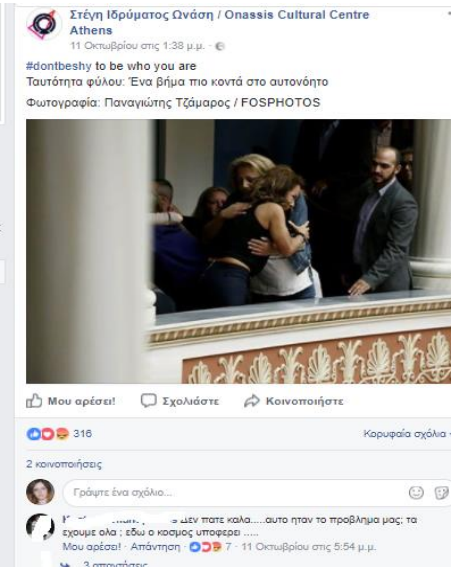 Στέγη Ιδρύματος Ωνάση / Onassis Cultural Centre
Athens
11 Οκτωβρίου στις 1:38 μ.μ. ·
#dontbeshy to be who you are
Ταυτότητα φύλου: Ένα βήμα πιο κοντά στο αυτονόητο
Φωτογραφία: Παναγιώτης Τζάμαρος / FOSPHOTOS
Μου αρέσει! Σχολιάστε Κοινοποιήστε
316 Κορυφαία σχόλια
2 κοινοποιήσεις
Γράψτε ένα σχόλιο...
Δεν πατε καλα.....αυτο ηταν το προβλημα μας; τα
εχουμε ολα ; εδω ο κοσμος υποφερει .....
Μου αρέσει! · Απάντηση · 7 · 11 Οκτωβρίου στις 5:54 μ.μ.
3 απαντήσεις